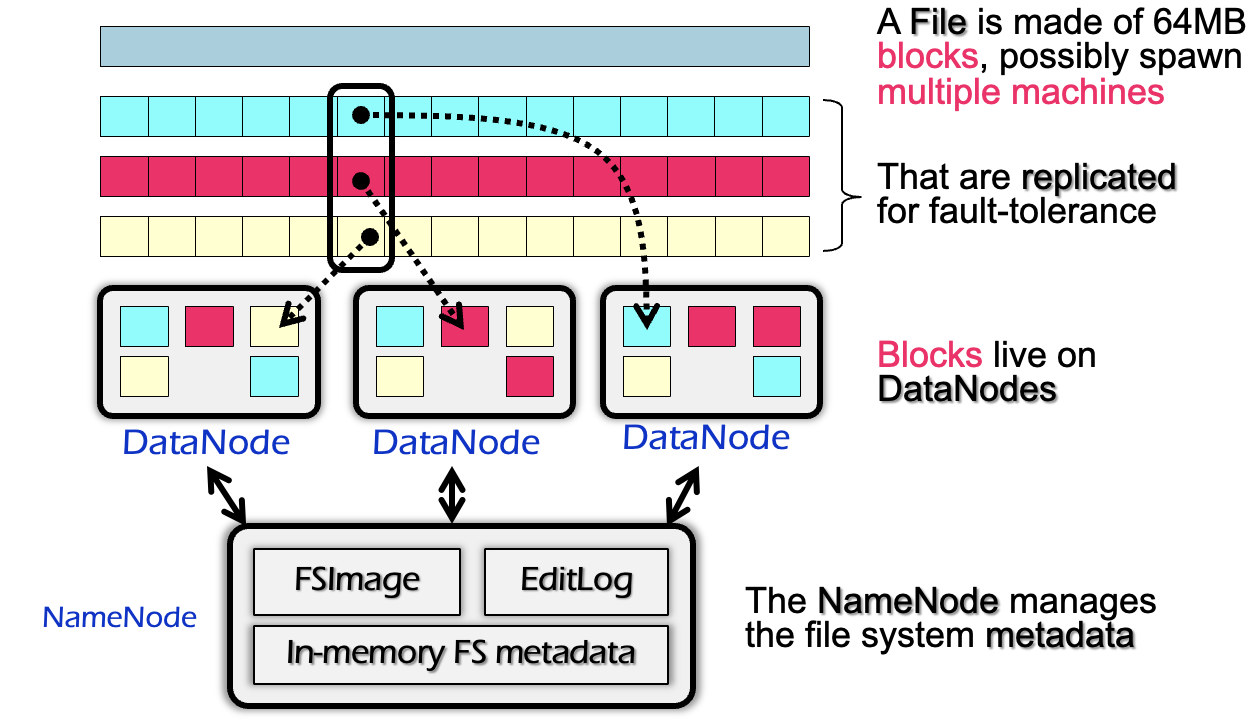 A File is made of 64MB
blocks, possibly spawn
multiple machines
That are replicated
for fault-tolerance
Blocks live on
DataNodes
DataNode
DataNode
DataNode
FSImage
EditLog
In-memory FS metadata
NameNode
The NameNode manages
the file system metadata